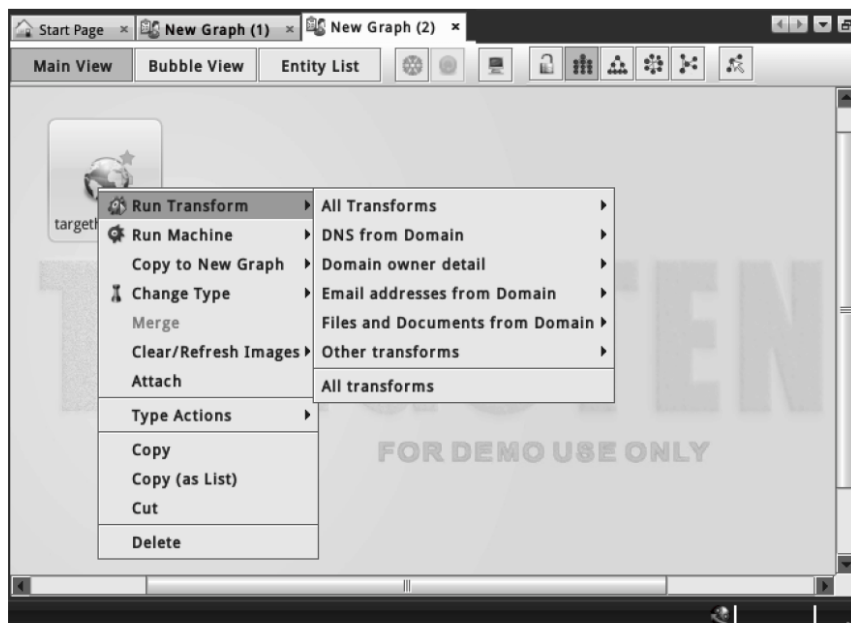 Start Page × New Graph (1) × New Graph (2) ×
Main View Bubble View Entity List
Run Transform
Run Machine
Copy to New Graph
Change Type
Merge
Clear/Refresh Images
Attach
Type Actions
Copy
Copy (as List)
Cut
Delete
All Transforms
DNS from Domain
Domain owner detail
Email addresses from Domain
Files and Documents from Domain
Other transforms
All transforms
FOR DEMO USE ONLY